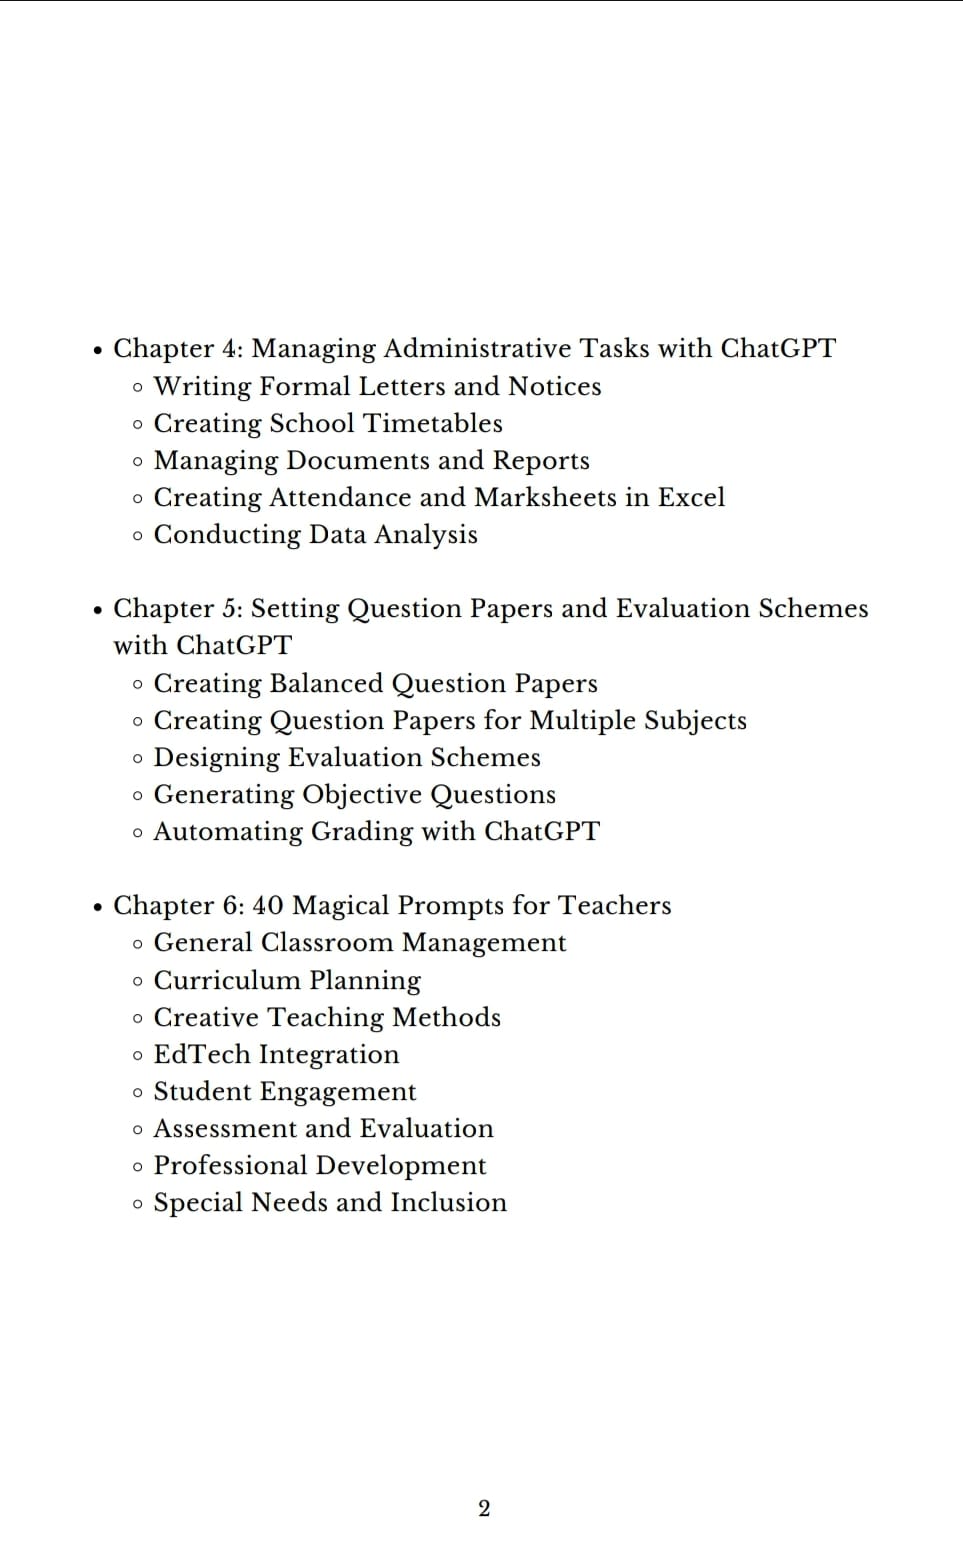 • Chapter 4: Managing Administrative Tasks with ChatGPT
◦ Writing Formal Letters and Notices
◦ Creating School Timetables
◦ Managing Documents and Reports
◦ Creating Attendance and Marksheets in Excel
◦ Conducting Data Analysis
• Chapter 5: Setting Question Papers and Evaluation Schemes
with ChatGPT
◦ Creating Balanced Question Papers
◦ Creating Question Papers for Multiple Subjects
◦ Designing Evaluation Schemes
◦ Generating Objective Questions
◦ Automating Grading with ChatGPT
• Chapter 6: 40 Magical Prompts for Teachers
◦ General Classroom Management
◦ Curriculum Planning
◦ Creative Teaching Methods
◦ EdTech Integration
◦ Student Engagement
◦ Assessment and Evaluation
◦ Professional Development
◦ Special Needs and Inclusion
2